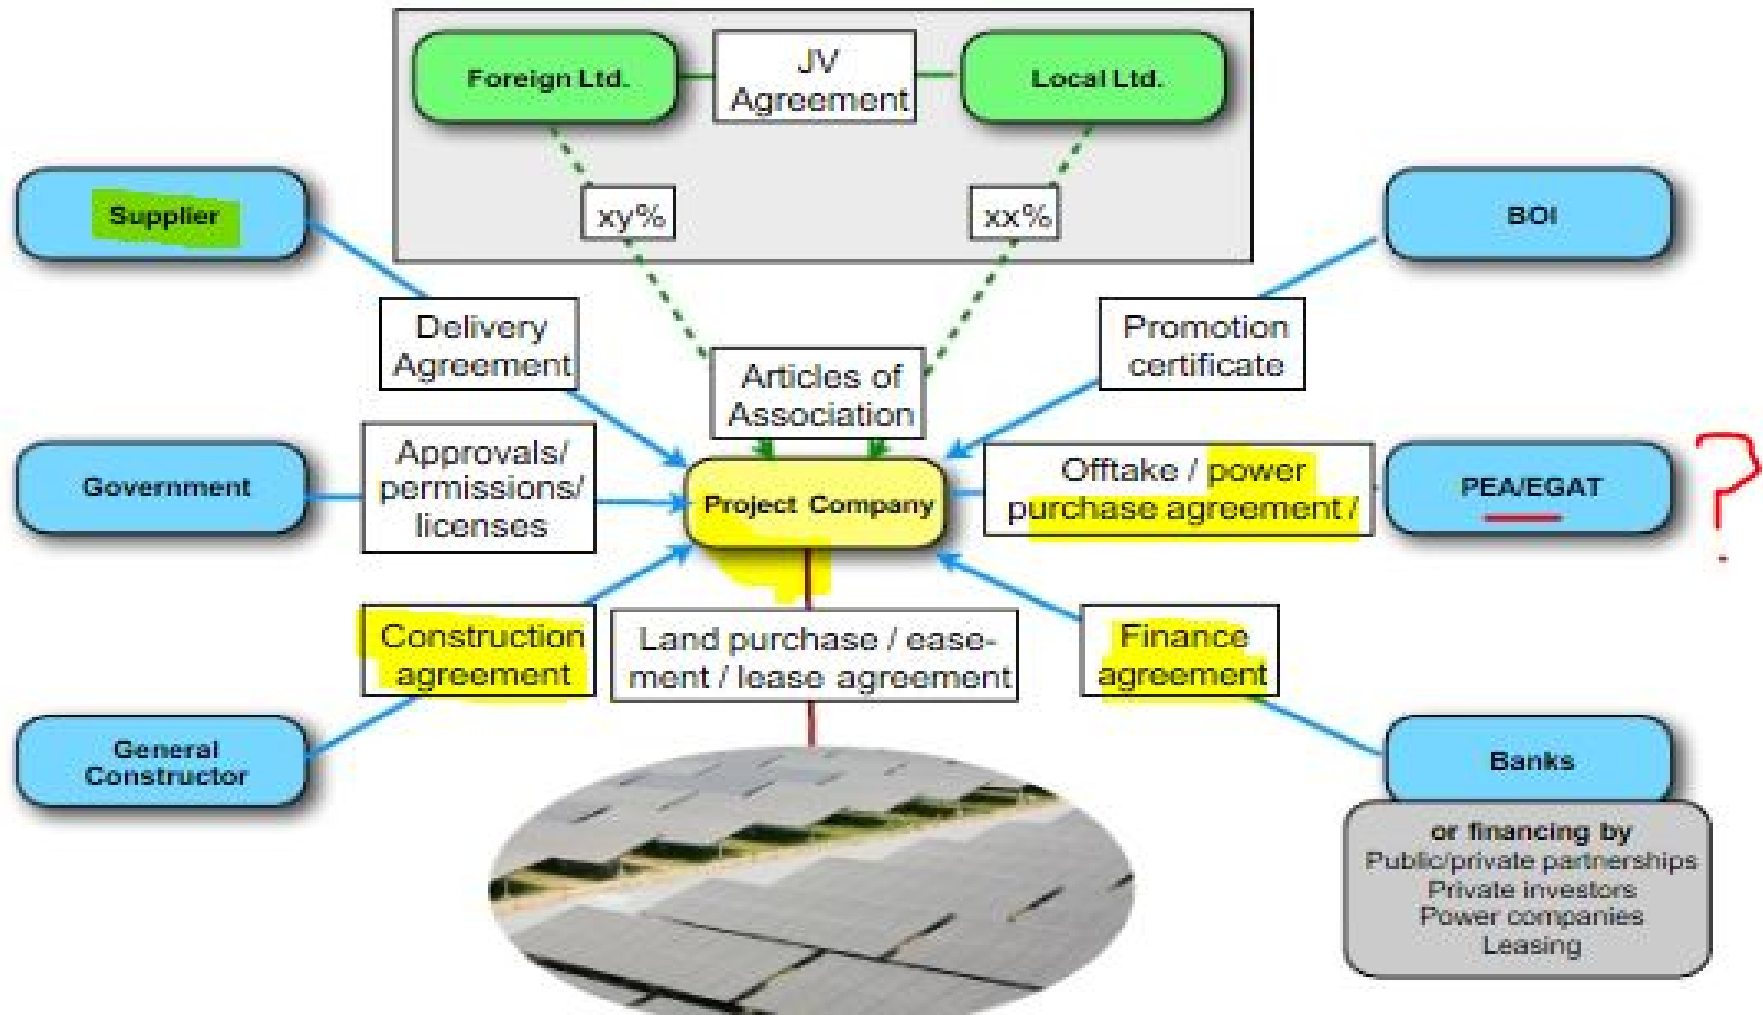 Foreign Ltd.
JV
Agreement
Local Ltd.
Supplier
xy%
xx%
BOI
Delivery
Agreement
Articles of
Association
Promotion
certificate
Government
Approvals/
permissions/
licenses
Project Company
Offtake / power
purchase agreement /
PEA/EGAT
?
Construction
agreement
Land purchase / ease-
ment / lease agreement
Finance
agreement
General
Constructor
Banks
or financing by
Public/private partnerships
Private investors
Power companies
Leasing